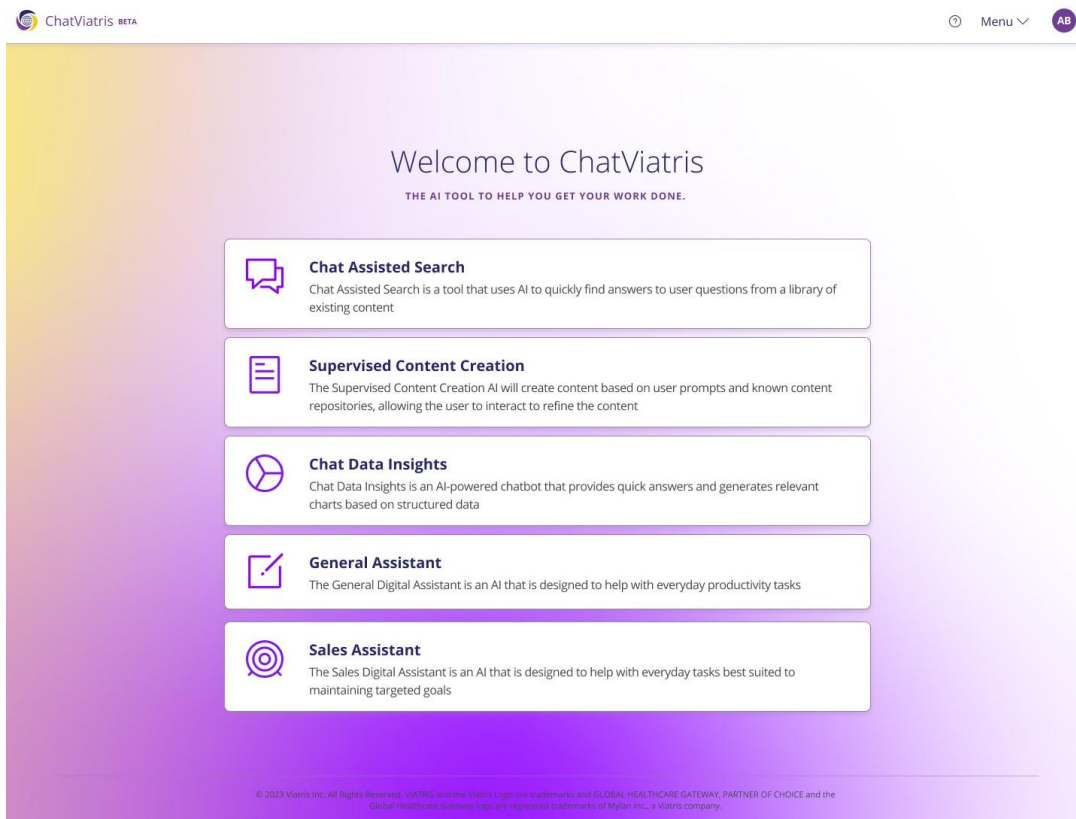 ChatViatris BETA
Menu
AB
Welcome to ChatViatris
THE AI TOOL TO HELP YOU GET YOUR WORK DONE.
Chat Assisted Search
Chat Assisted Search is a tool that uses AI to quickly find answers to user questions from a library of
existing content
Supervised Content Creation
The Supervised Content Creation AI will create content based on user prompts and known content
repositories, allowing the user to interact to refine the content
Chat Data Insights
Chat Data Insights is an AI-powered chatbot that provides quick answers and generates relevant
charts based on structured data
General Assistant
The General Digital Assistant is an AI that is designed to help with everyday productivity tasks
Sales Assistant
The Sales Digital Assistant is an AI that is designed to help with everyday tasks best suited to
maintaining targeted goals
© 2023 Viatris Inc. All Rights Reserved. VIATRIS and the Viatris Logo are trademarks and GLOBAL HEALTHCARE GATEWAY, PARTNER OF CHOICE and the
Global Healthcare Gateway logo are registered trademarks of Mylan Inc., a Viatris company.